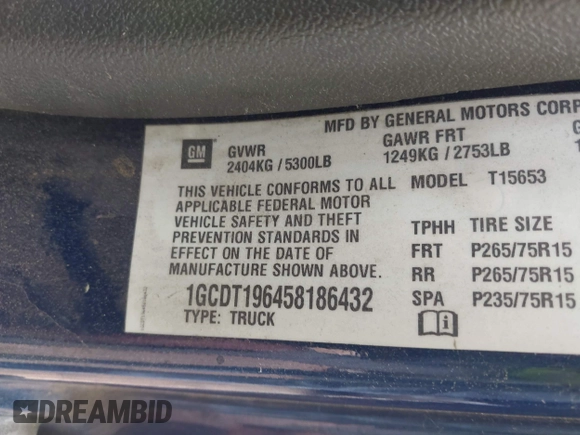 MFD BY GENERAL MOTORS CORP
GM
GVWR
2404KG / 5300LB
GAWR FRT
1249KG / 2753LB
THIS VEHICLE CONFORMS TO ALL
APPLICABLE FEDERAL MOTOR
VEHICLE SAFETY AND THEFT
PREVENTION STANDARDS IN
EFFECT ON THE DATE OF
MANUFACTURE SHOWN ABOVE.
1GCDT196458186432
TYPE: TRUCK
MODEL T15653
TPHH TIRE SIZE
FRT P265/75R15
RR P265/75R15
SPA P235/75R15
DREAMBID